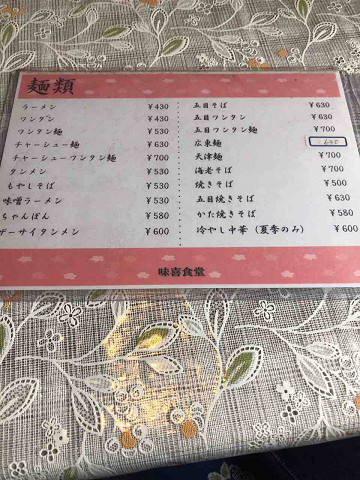 麺類
ラーメン ¥430
ワンタン ¥430
ワンタン麺 ¥530
チャーシュー麺 ¥630
チャーシューワンタン麺 ¥700
タンメン ¥530
もやしそば ¥530
味噌ラーメン ¥530
ちゃんぽん ¥580
ザーサイタンメン ¥600
五目そば ¥630
五目ワンタン ¥630
五目ワンタン麺 ¥700
広東麺
天津麺 ¥700
海老そば ¥700
焼きそば ¥500
五目焼きそば ¥630
かた焼きそば ¥580
冷やし中華(夏季のみ) ¥600
味喜食堂